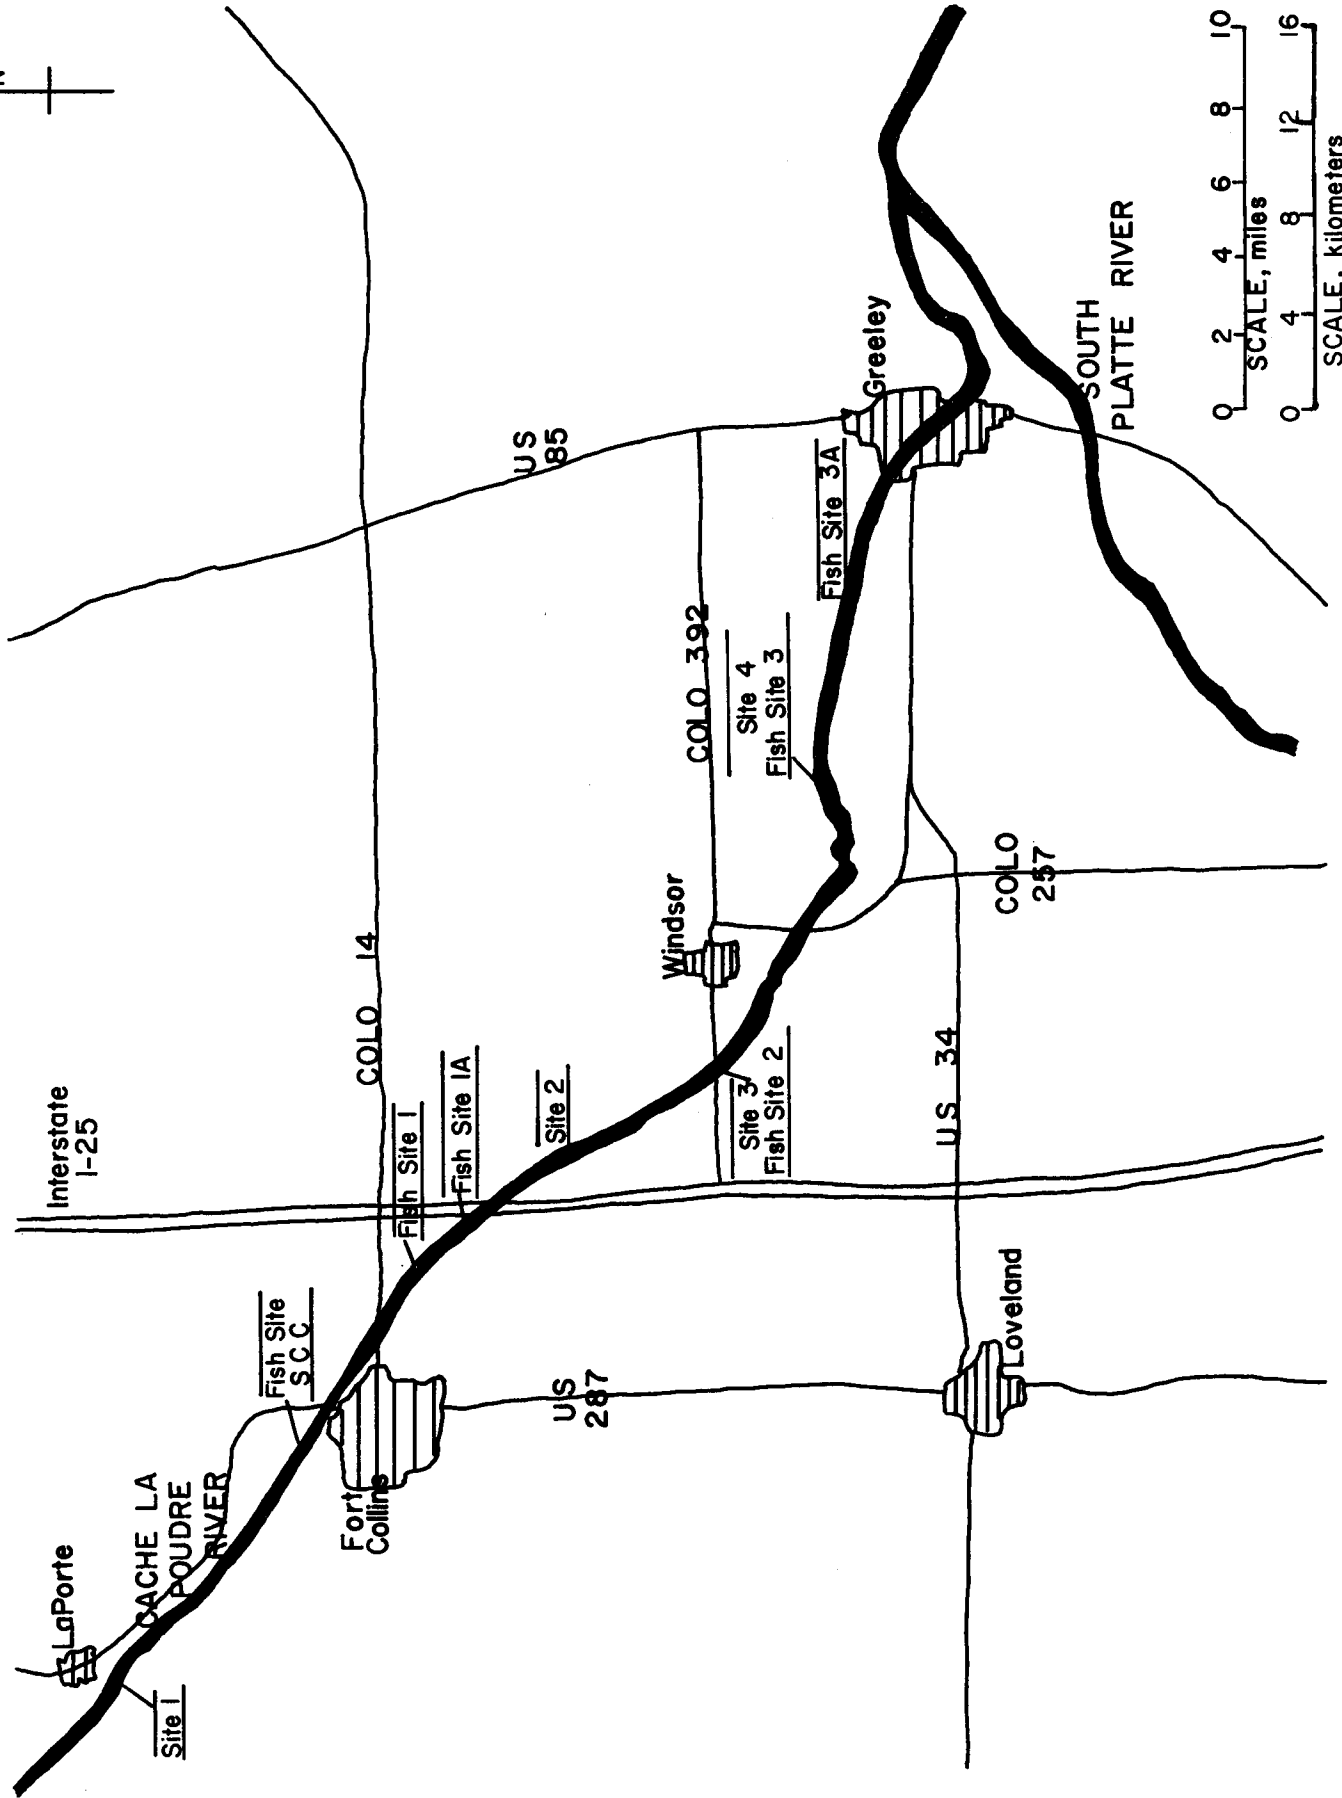 N
LaPorte
CACHE LA
POUDRE
RIVER
Site 1
Fish Site
S C C
Fort
Collins
Interstate
I-25
COLO 14
Fish Site 1
Fish Site 1A
Site 2
US
287
Loveland
US 34
Site 3
Fish Site 2
Windsor
COLO 392
Site 4
Fish Site 3
COLO
257
US
85
Fish Site 3A
Greeley
SOUTH
PLATTE RIVER
0 2 4 6 8 10
SCALE, miles
0 4 8 12 16
SCALE, kilometers